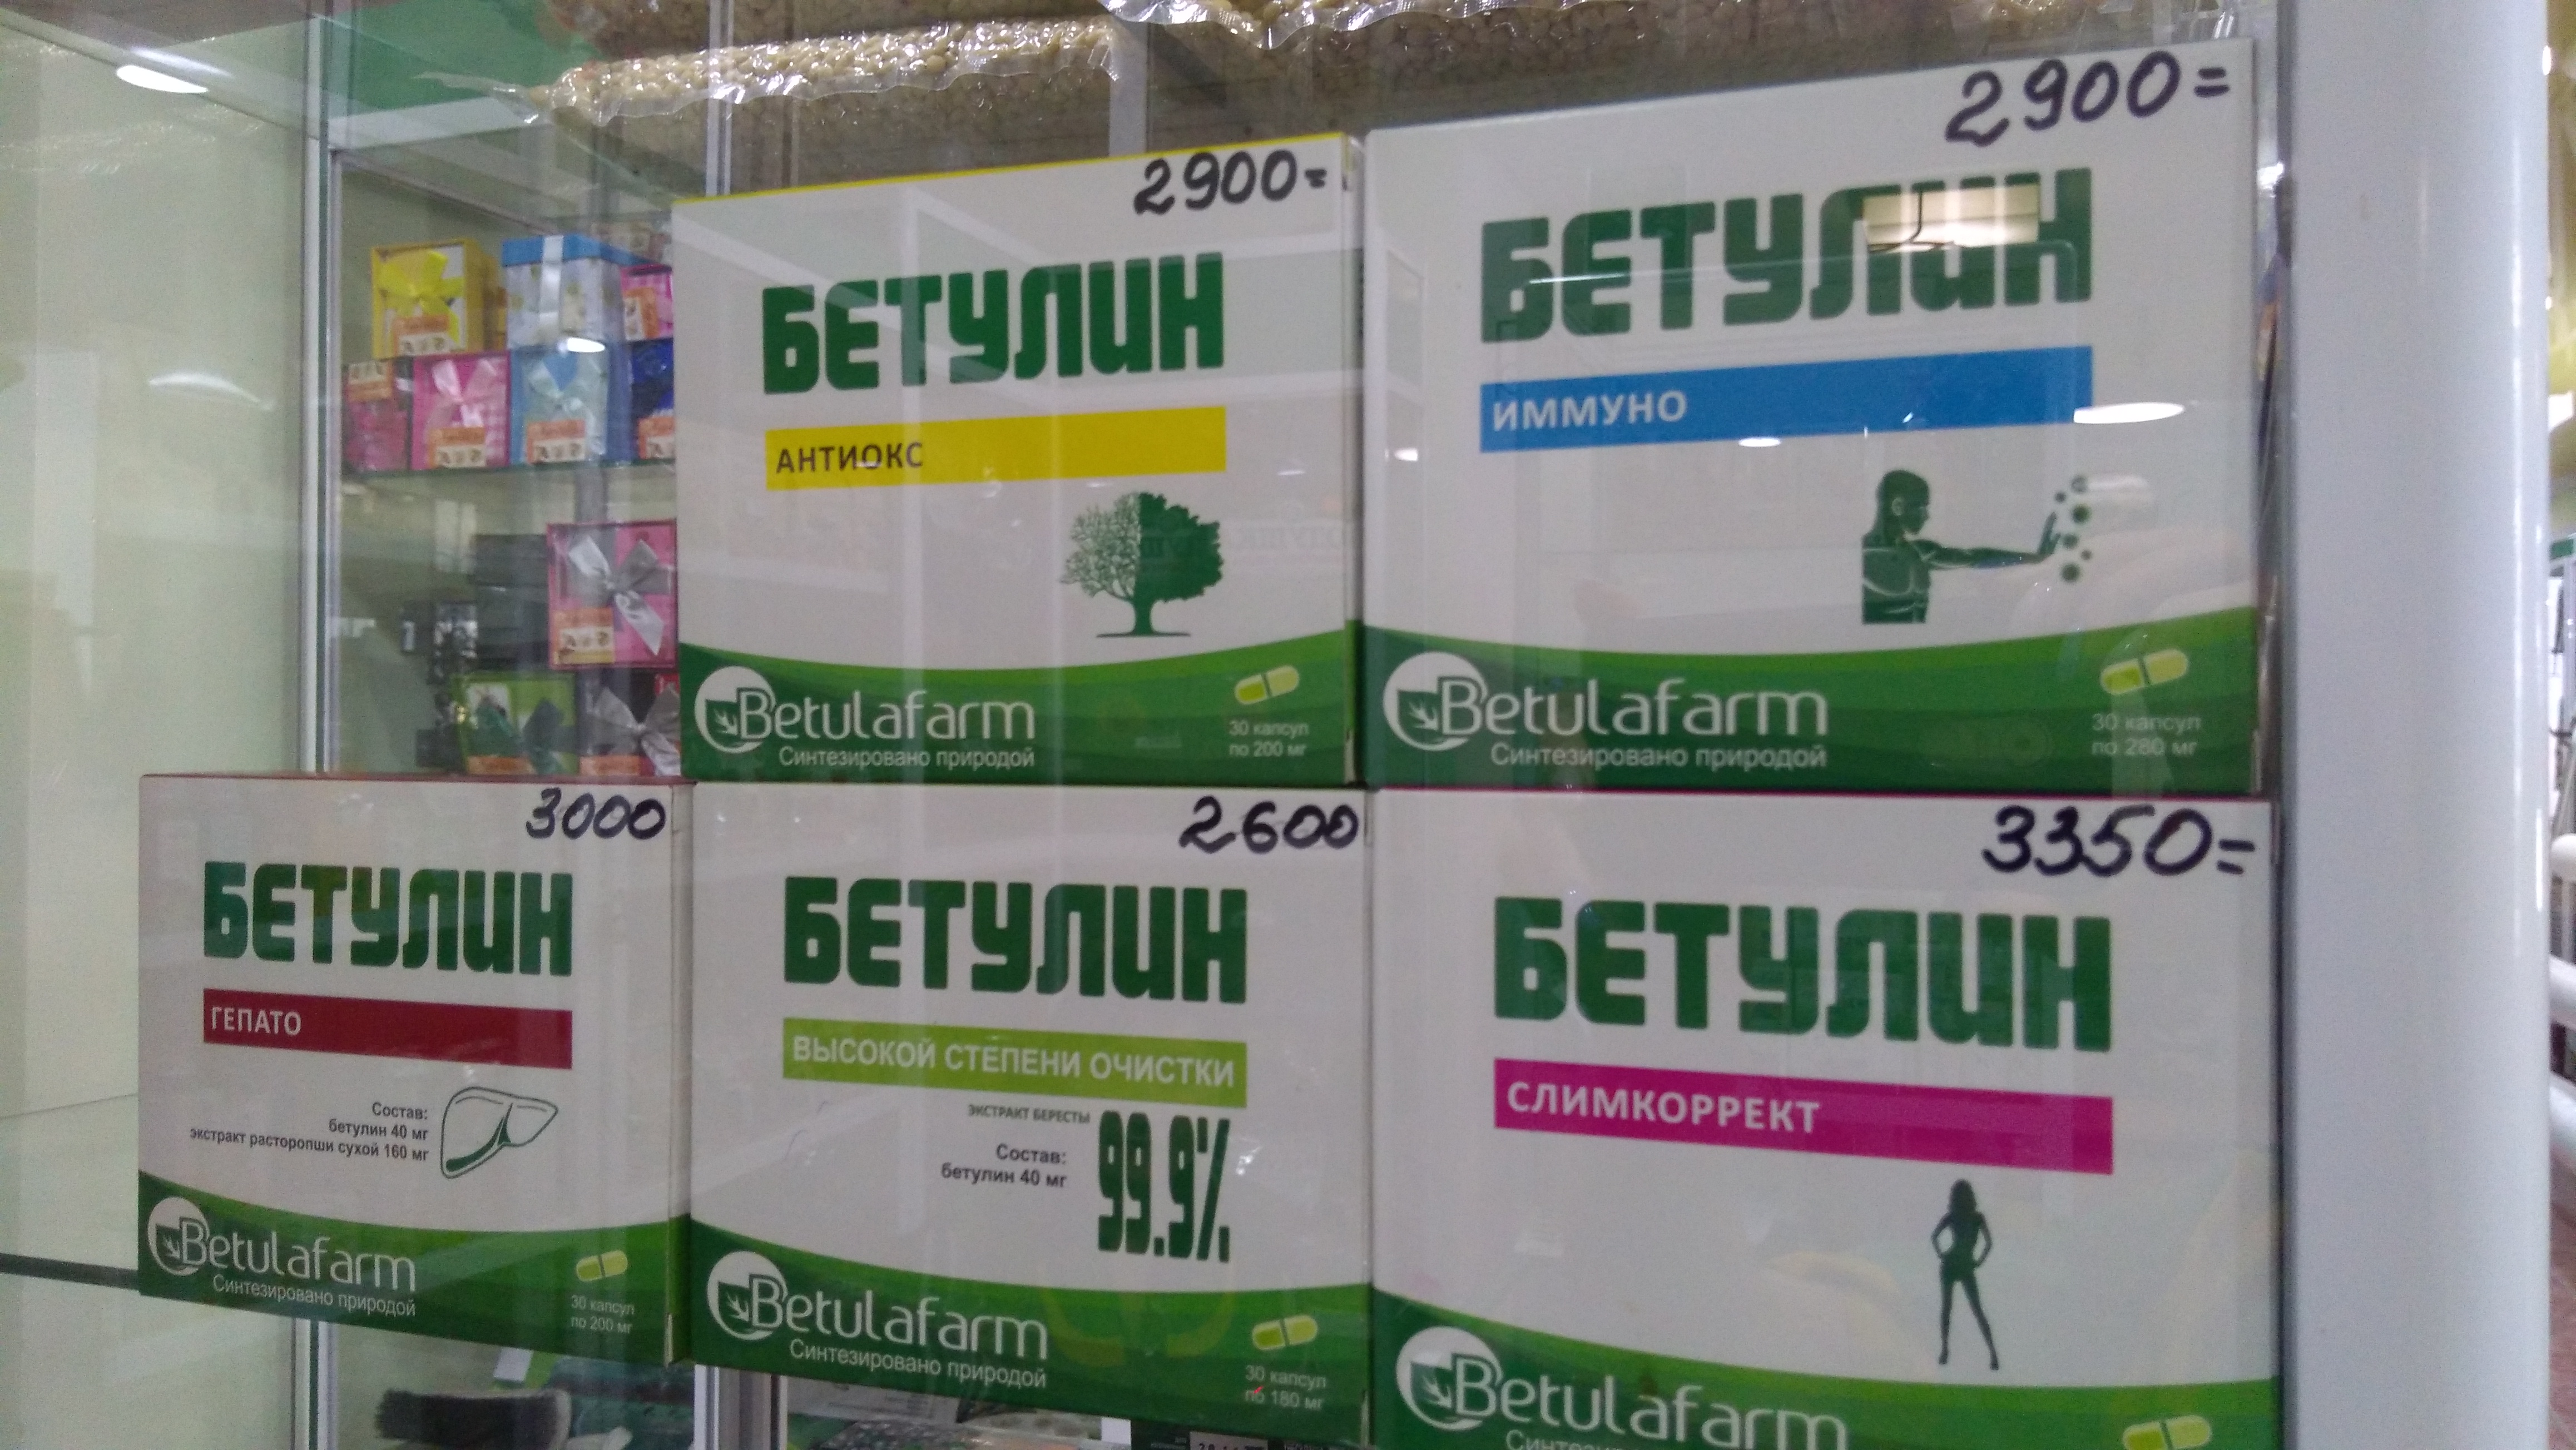 2900=
БЕТУЛИН
АНТИОКС
Betulafarm
Синтезировано природой
30 капсул
по 200 мг
2900=
БЕТУЛИН
ИММУНО
Betulafarm
Синтезировано природой
30 капсул
по 280 мг
3000
БЕТУЛИН
ГЕПАТО
Состав:
бетулин 40 мг
экстракт расторопши сухой 160 мг
Betulafarm
Синтезировано природой
30 капсул
по 200 мг
2600
БЕТУЛИН
ВЫСОКОЙ СТЕПЕНИ ОЧИСТКИ
ЭКСТРАКТ БЕРЕСТЫ
99.9%
Состав:
бетулин 40 мг
Betulafarm
Синтезировано природой
30 капсул
по 180 мг
3350=
БЕТУЛИН
СЛИМКОРРЕКТ
Betulafarm